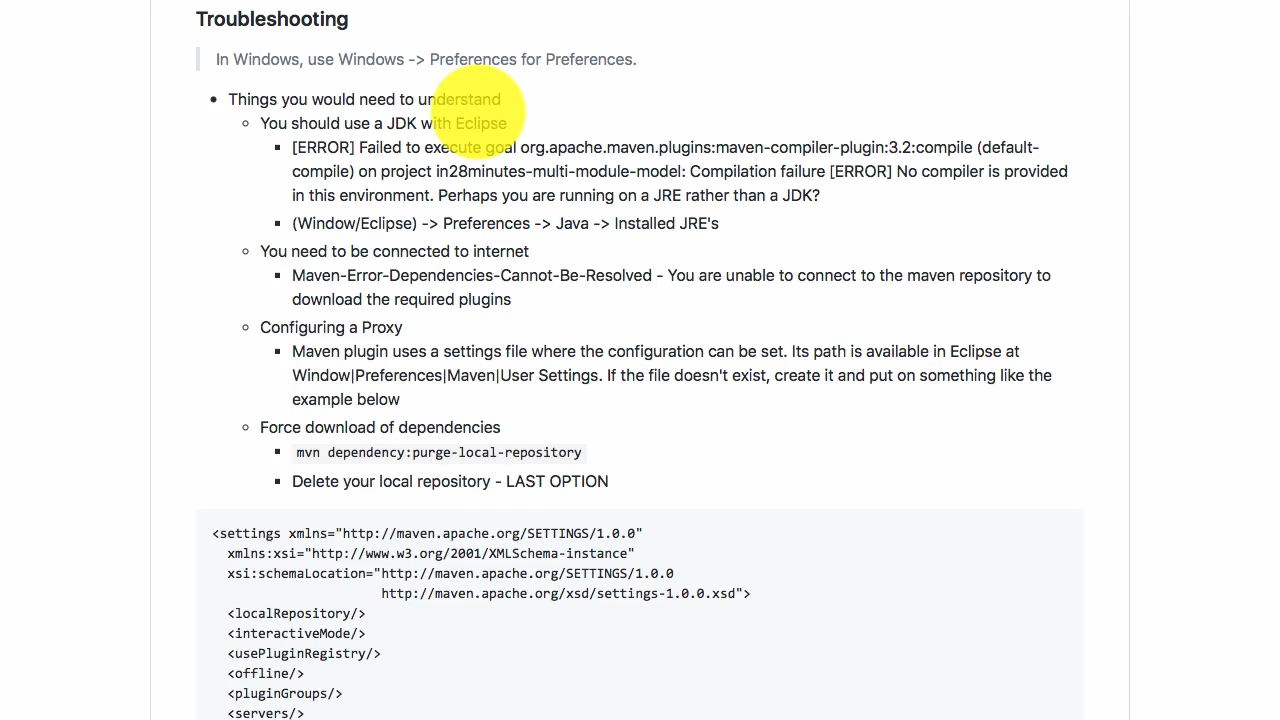 Troubleshooting
In Windows, use Windows -> Preferences for Preferences.
Things you would need to understand
You should use a JDK with Eclipse
[ERROR] Failed to execute goal org.apache.maven.plugins:maven-compiler-plugin:3.2:compile (default-
compile) on project in28minutes-multi-module-model: Compilation failure [ERROR] No compiler is provided
in this environment. Perhaps you are running on a JRE rather than a JDK?
(Window/Eclipse) -> Preferences -> Java -> Installed JRE's
You need to be connected to internet
Maven-Error-Dependencies-Cannot-Be-Resolved - You are unable to connect to the maven repository to
download the required plugins
Configuring a Proxy
Maven plugin uses a settings file where the configuration can be set. Its path is available in Eclipse at
Window|Preferences|Maven|User Settings. If the file doesn't exist, create it and put on something like the
example below
Force download of dependencies
mvn dependency:purge-local-repository
Delete your local repository - LAST OPTION
<settings xmlns="http://maven.apache.org/SETTINGS/1.0.0"
xmlns:xsi="http://www.w3.org/2001/XMLSchema-instance"
xsi:schemaLocation="http://maven.apache.org/SETTINGS/1.0.0
http://maven.apache.org/xsd/settings-1.0.0.xsd">
<localRepository/>
<interactiveMode/>
<usePluginRegistry/>
<offline/>
<pluginGroups/>
<servers/>